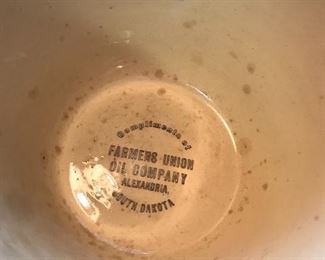 Compliments of
FARMERS UNION
OIL COMPANY
ALEXANDRIA,
SOUTH DAKOTA